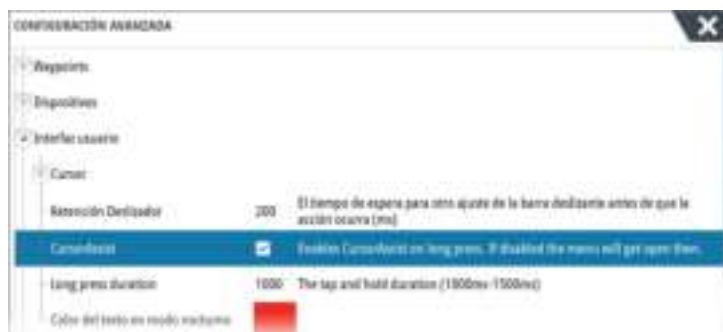 CONFIGURACIÓN AVANZADA
Waypoints
Dispositivos
Interfaz usuario
Cursor
Retención Deslizador 200 El tiempo de espera para otro ajuste de la barra deslizante antes de que la
acción ocurra (ms)
CursorAssist Enables CursorAssist on long press. If disabled the menu will get open then.
Long press duration 1000 The tap and hold duration (1000ms-1500ms)
Color del texto en modo nocturno